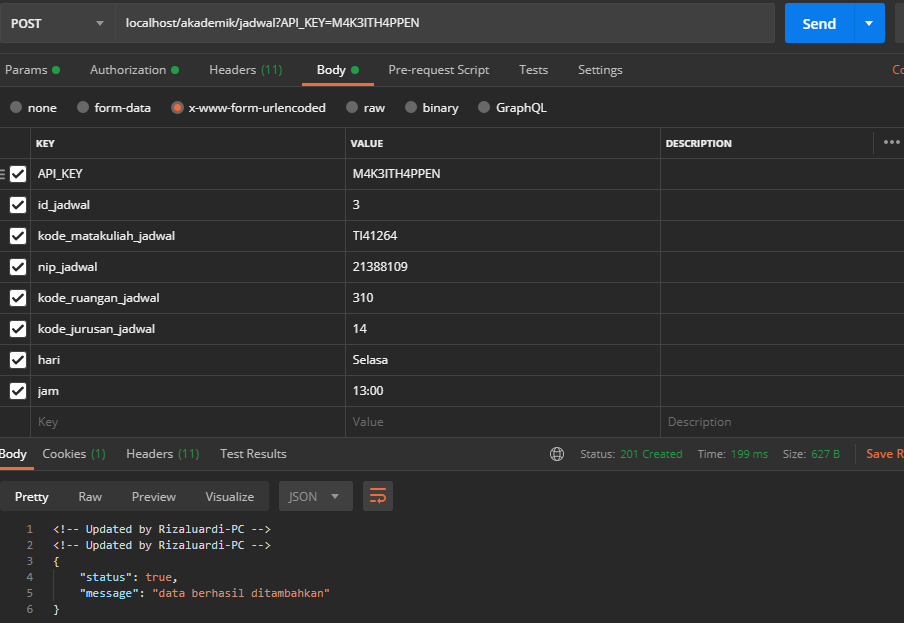 POST localhost/akademik/jadwal?API_KEY=M4K3ITH4PPEN Send
Params Authorization Headers (11) Body Pre-request Script Tests Settings Co
none form-data x-www-form-urlencoded raw binary GraphQL
KEY VALUE DESCRIPTION
API_KEY M4K3ITH4PPEN
id_jadwal 3
kode_matakuliah_jadwal TI41264
nip_jadwal 21388109
kode_ruangan_jadwal 310
kode_jurusan_jadwal 14
hari Selasa
jam 13:00
Key Value Description
Body Cookies (1) Headers (11) Test Results Status: 201 Created Time: 199 ms Size: 627 B Save R
Pretty Raw Preview Visualize JSON
1 <!-- Updated by Rizaluardi-PC -->
2 <!-- Updated by Rizaluardi-PC -->
3 {
4 "status": true,
5 "message": "data berhasil ditambahkan"
6 }